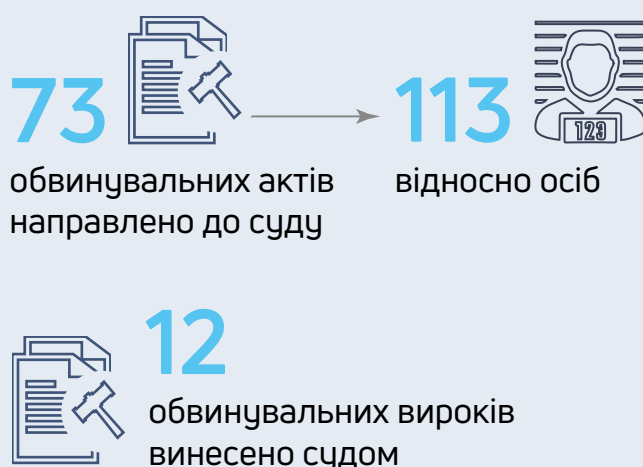 73
обвинувальних актів
направлено до суду
113
123
відносно осіб
12
обвинувальних вироків
винесено судом